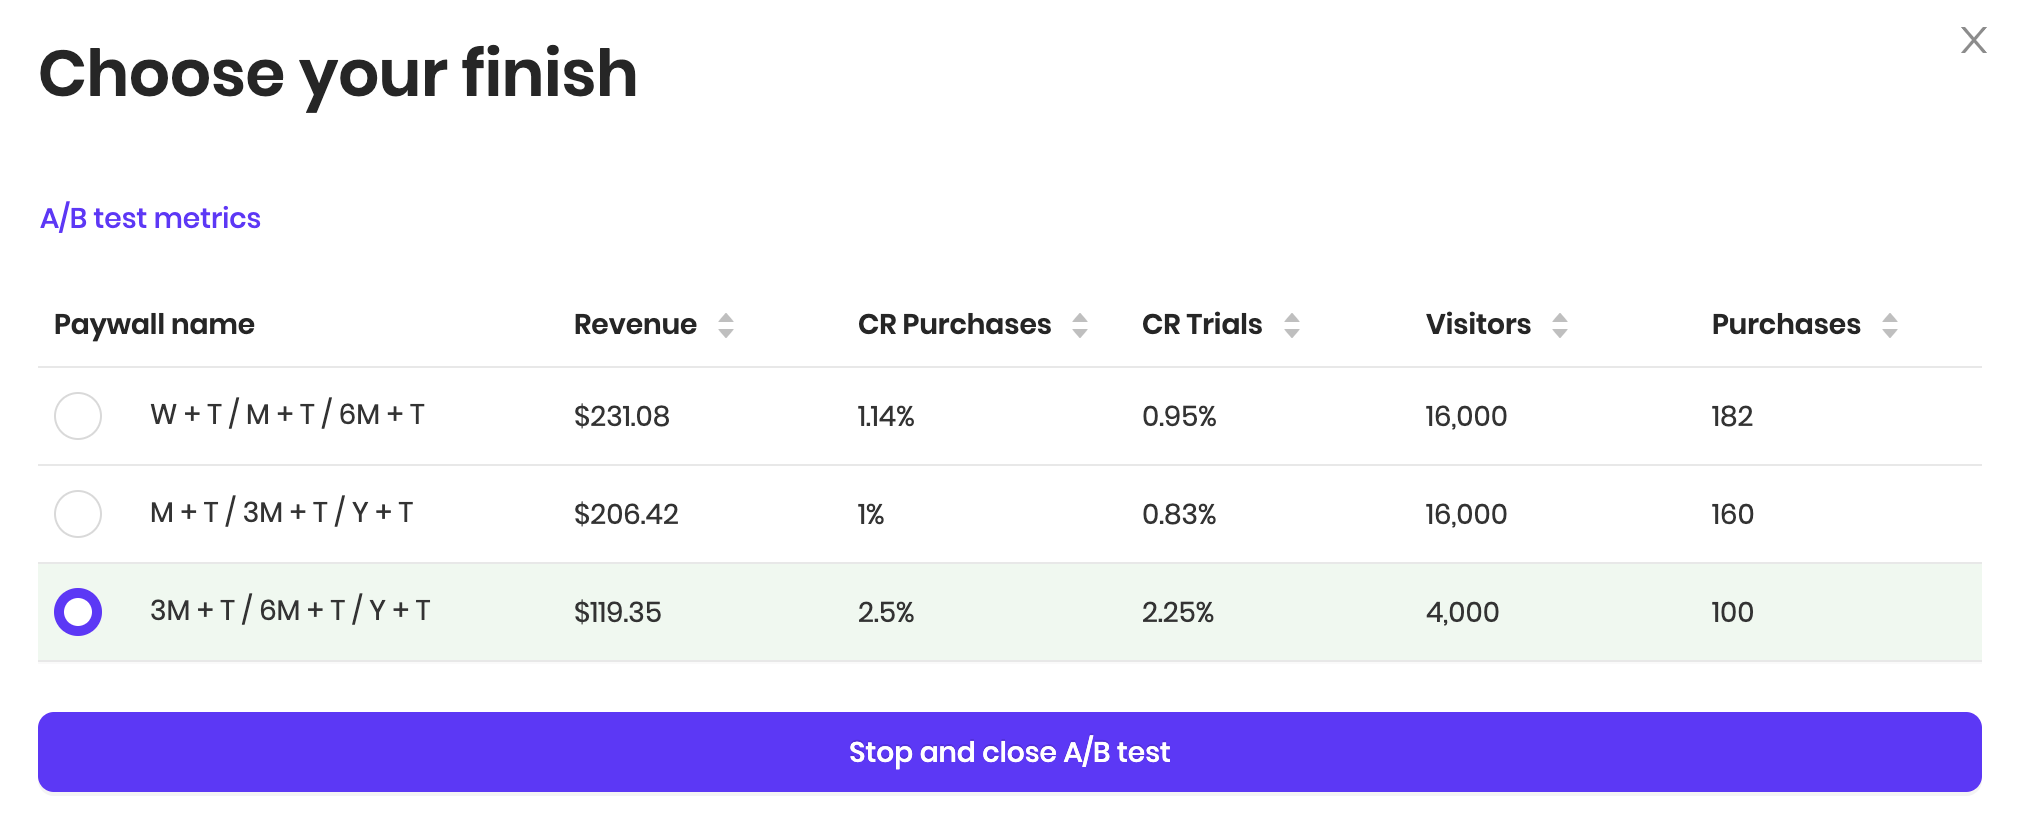 X
Choose your finish
A/B test metrics
Paywall name Revenue CR Purchases CR Trials Visitors Purchases
W + T / M + T / 6M + T $231.08 1.14% 0.95% 16,000 182
M + T / 3M + T / Y + T $206.42 1% 0.83% 16,000 160
3M + T / 6M + T / Y + T $119.35 2.5% 2.25% 4,000 100
Stop and close A/B test